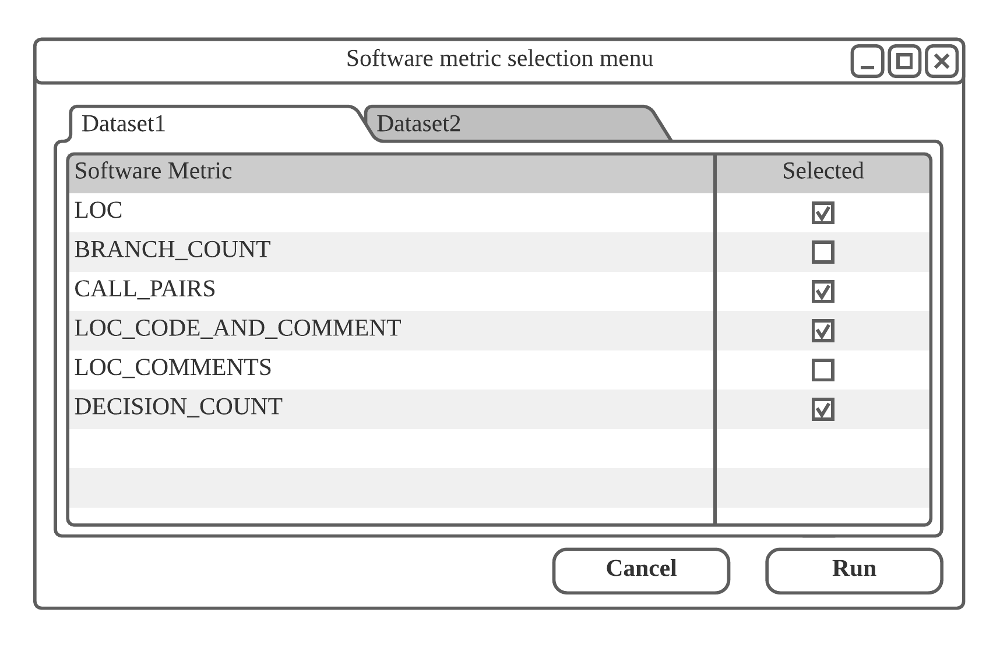 Software metric selection menu
Dataset1
Dataset2
Software Metric
Selected
LOC
BRANCH_COUNT
CALL_PAIRS
LOC_CODE_AND_COMMENT
LOC_COMMENTS
DECISION_COUNT
Cancel
Run